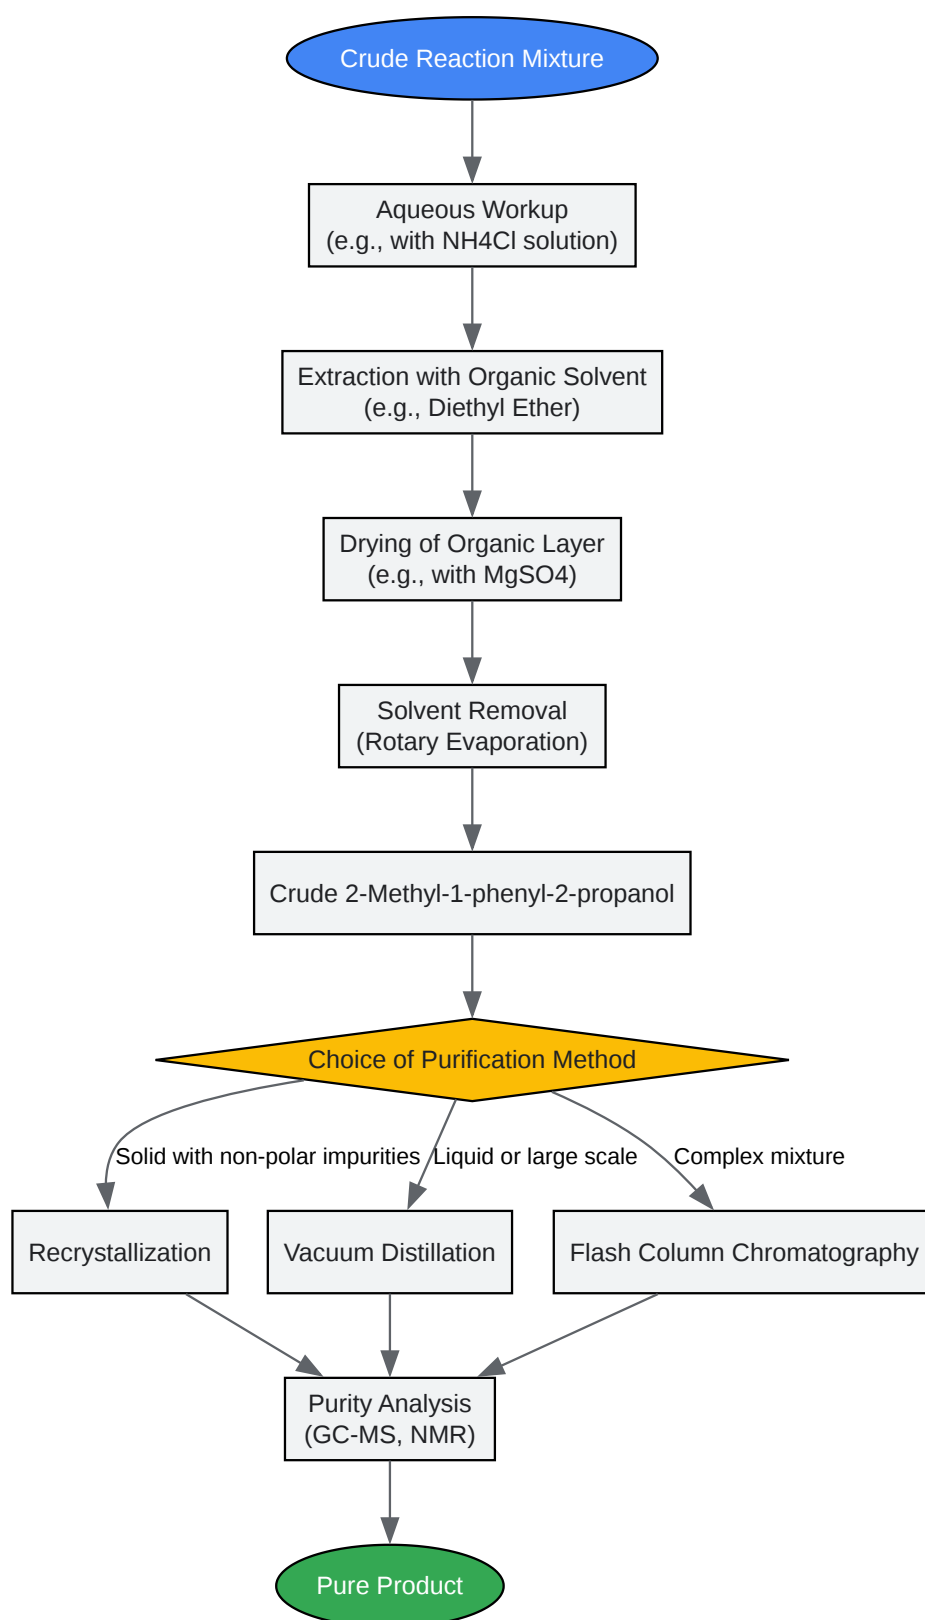 Crude Reaction Mixture
Aqueous Workup
(e.g., with NH4Cl solution)
Extraction with Organic Solvent
(e.g., Diethyl Ether)
Drying of Organic Layer
(e.g., with MgSO4)
Solvent Removal
(Rotary Evaporation)
Crude 2-Methyl-1-phenyl-2-propanol
Choice of Purification Method
Solid with non-polar impurities
Liquid or large scale
Complex mixture
Recrystallization
Vacuum Distillation
Flash Column Chromatography
Purity Analysis
(GC-MS, NMR)
Pure Product